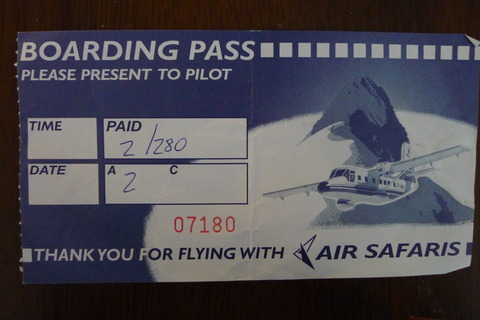 BOARDING PASS
PLEASE PRESENT TO PILOT
TIME PAID
2/280
DATE A C
2
07180
THANK YOU FOR FLYING WITH AIR SAFARIS